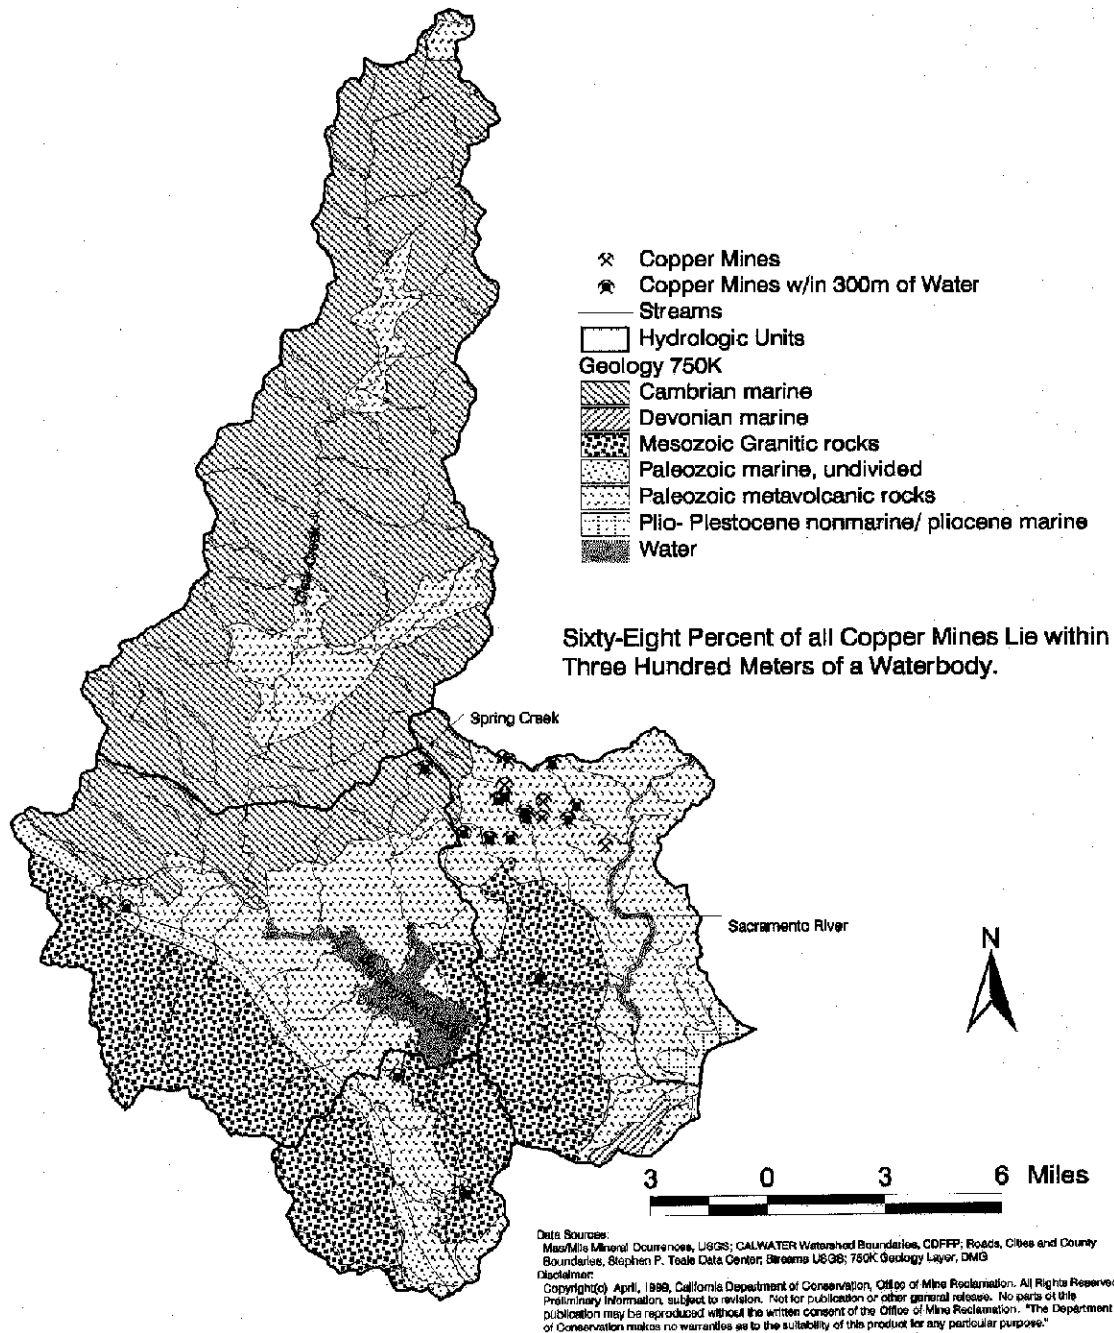 Copper Mines
Copper Mines w/in 300m of Water
Streams
Hydrologic Units
Geology 750K
Cambrian marine
Devonian marine
Mesozoic Granitic rocks
Paleozoic marine, undivided
Paleozoic metavolcanic rocks
Plio- Plestocene nonmarine/ pliocene marine
Water
Sixty-Eight Percent of all Copper Mines Lie within
Three Hundred Meters of a Waterbody.
Creek
Spring Creek
Sacramento River
N
3 0 3 6 Miles
Data Sources:
Mas/Mils Mineral Ocurrences, USGS; CALWATER Watershed Boundaries, CDFFP; Roads, Cities and County
Boundaries, Stephen P. Teale Data Center; Streams USGS; 750K Geology Layer, DMG
Disclaimer:
Copyright(c) April, 1999, California Department of Conservation, Office of Mine Reclamation. All Rights Reserved
Preliminary information, subject to revision. Not for publication or other general release. No parts of this
publication may be reproduced without the written consent of the Office of Mine Reclamation. "The Department
of Conservation makes no warranties as to the suitability of this product for any particular purpose."